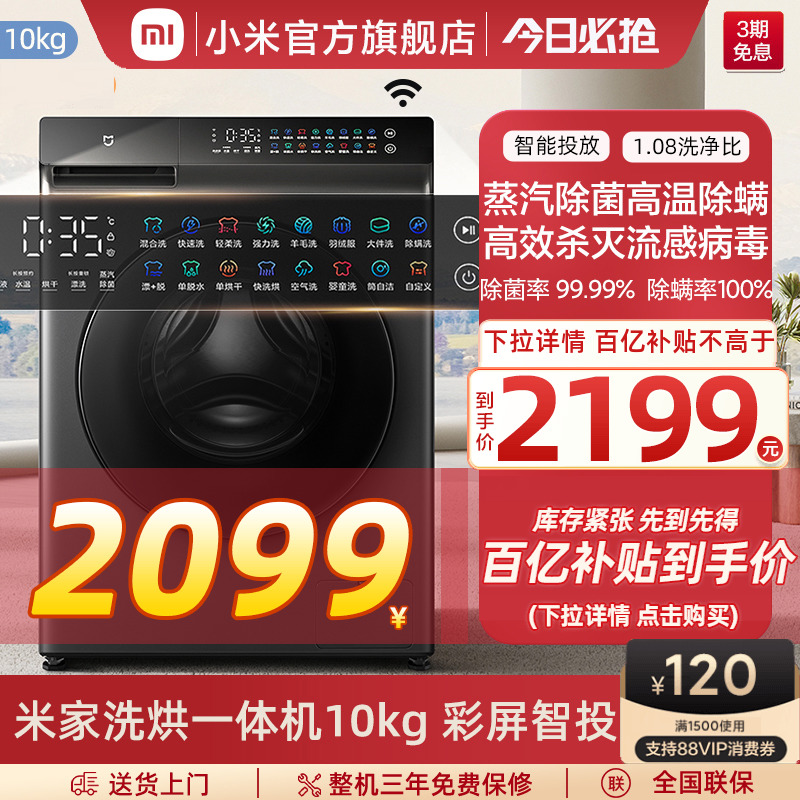 10kg
小米官方旗舰店
今日必抢
3期
免息
智能投放
1.08洗净比
蒸汽除菌高温除螨
高效杀灭流感病毒
除菌率 99.99% 除螨率100%
0:35
℃
混合洗 快速洗 轻柔洗 强力洗 羊毛洗 羽绒服 大件洗 除螨洗
液 水温 烘干 漂洗 蒸汽除菌
漂+脱 单脱水 单烘干 快洗烘 空气洗 婴童洗 筒自洁 自定义
下拉详情 百亿补贴不高于
到手价 2199元
2099¥
库存紧张 先到先得
百亿补贴到手价
(下拉详情 点击购买)
¥120
满1500使用
支持88VIP消费券
米家洗烘一体机10kg 彩屏智投
送货上门
整机三年免费保修
联 全国联保